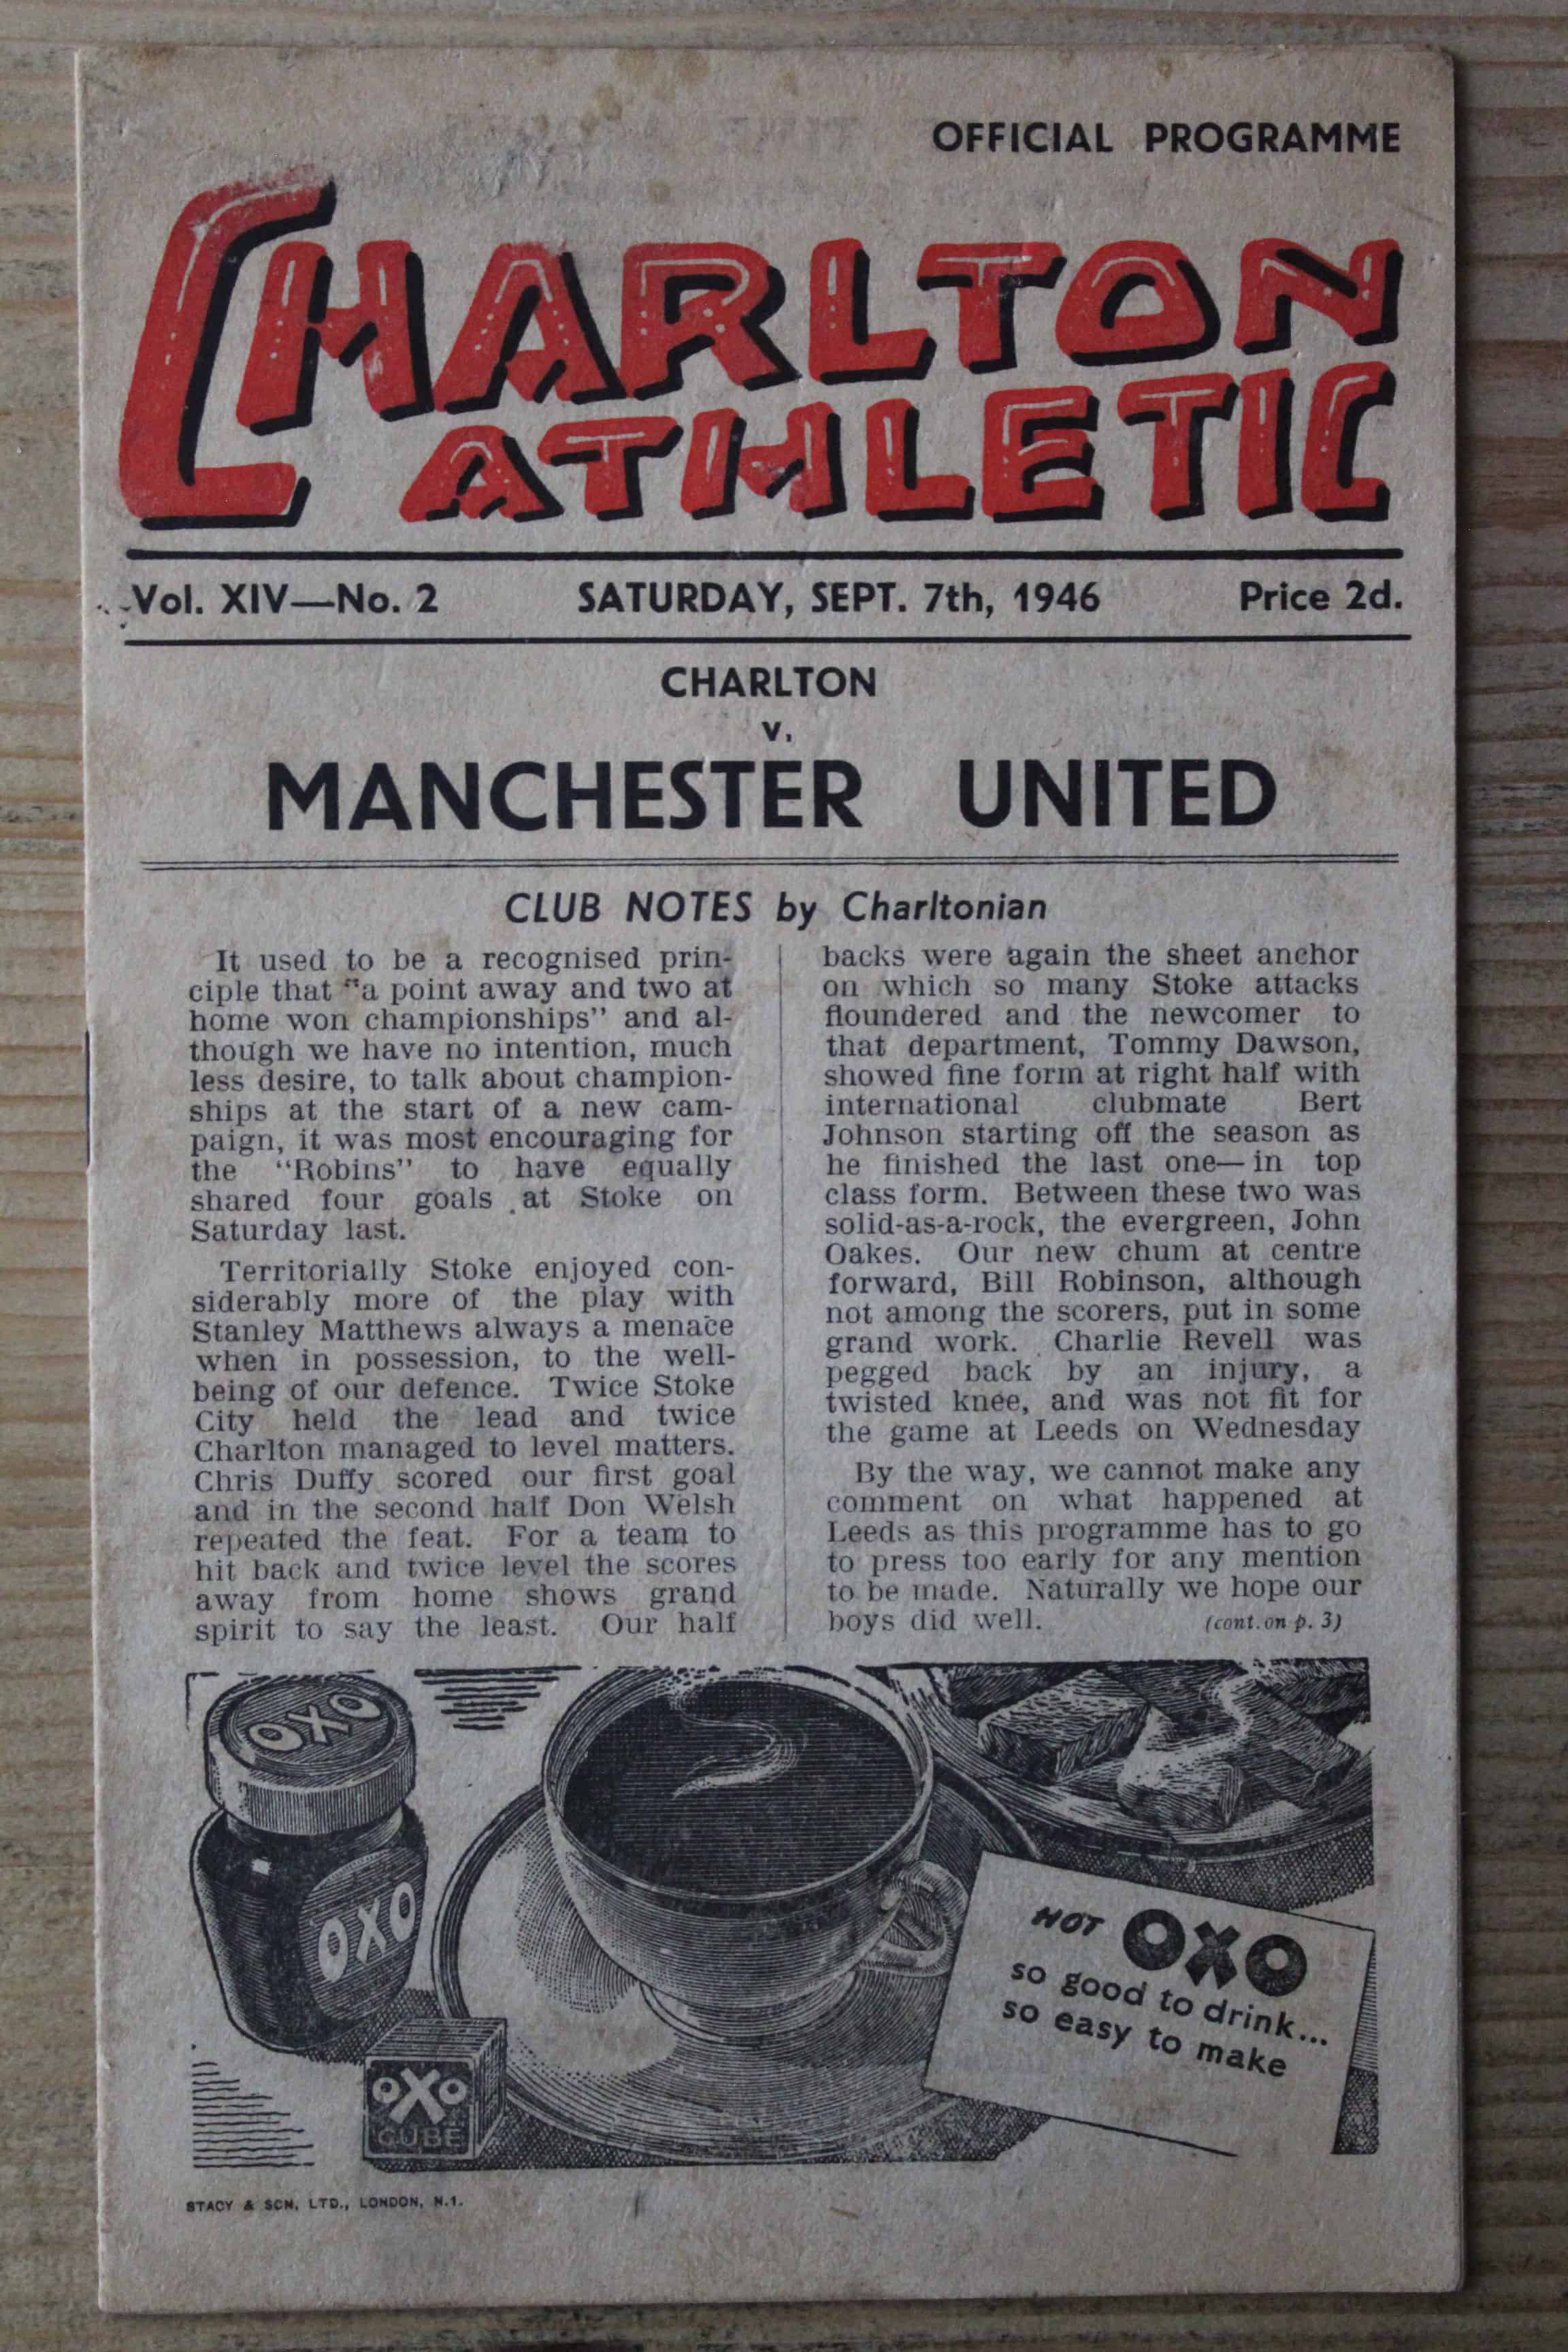 OFFICIAL PROGRAMME
CHARLTON
ATHLETIC
Vol. XIV—No. 2 SATURDAY, SEPT. 7th, 1946 Price 2d.
CHARLTON
v.
MANCHESTER UNITED
CLUB NOTES by Charltonian
It used to be a recognised prin-
ciple that "a point away and two at
home won championships" and al-
though we have no intention, much
less desire, to talk about champion-
ships at the start of a new cam-
paign, it was most encouraging for
the "Robins" to have equally
shared four goals at Stoke on
Saturday last.
Territorially Stoke enjoyed con-
siderably more of the play with
Stanley Matthews always a menace
when in possession, to the well-
being of our defence. Twice Stoke
City held the lead and twice
Charlton managed to level matters.
Chris Duffy scored our first goal
and in the second half Don Welsh
repeated the feat. For a team to
hit back and twice level the scores
away from home shows grand
spirit to say the least. Our half
backs were again the sheet anchor
on which so many Stoke attacks
floundered and the newcomer to
that department, Tommy Dawson,
showed fine form at right half with
international clubmate Bert
Johnson starting off the season as
he finished the last one—in top
class form. Between these two was
solid-as-a-rock, the evergreen, John
Oakes. Our new chum at centre
forward, Bill Robinson, although
not among the scorers, put in some
grand work. Charlie Revell was
pegged back by an injury, a
twisted knee, and was not fit for
the game at Leeds on Wednesday
By the way, we cannot make any
comment on what happened at
Leeds as this programme has to go
to press too early for any mention
to be made. Naturally we hope our
boys did well. (cont. on p. 3)
OXO
OXO
OXO
CUBE
HOT OXO
so good to drink...
so easy to make
STACY & SON, LTD., LONDON, N.1.